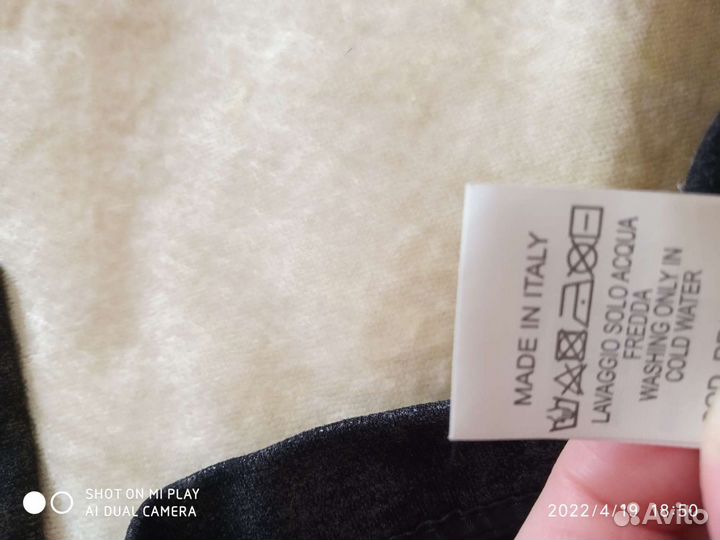 MADE IN ITALY
LAVAGGIO SOLO ACQUA
FREDDA
WASHING ONLY IN
COLD WATER
SHOT ON MI PLAY
AI DUAL CAMERA
2022/4/19 18:50
Avito